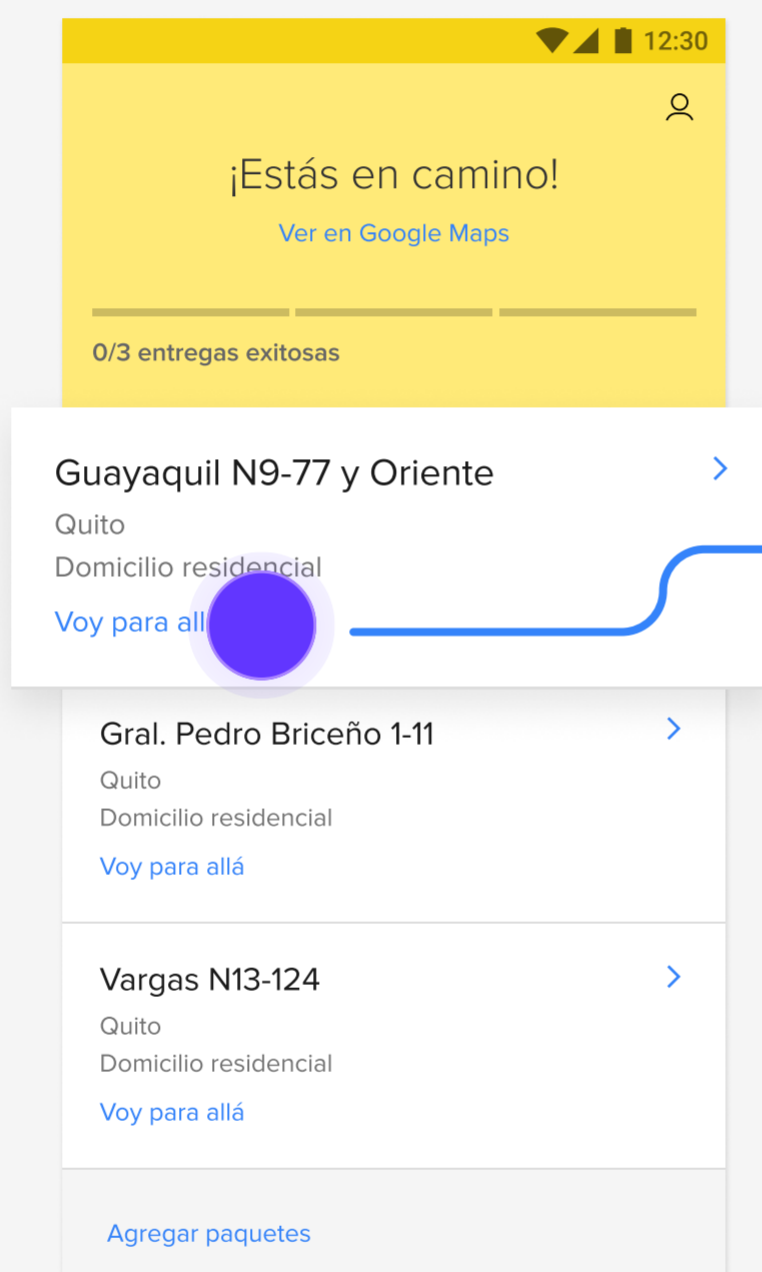 12:30
¡Estás en camino!
Ver en Google Maps
0/3 entregas exitosas
Guayaquil N9-77 y Oriente
Quito
Domicilio residencial
Voy para all
Gral. Pedro Briceño 1-11
Quito
Domicilio residencial
Voy para allá
Vargas N13-124
Quito
Domicilio residencial
Voy para allá
Agregar paquetes